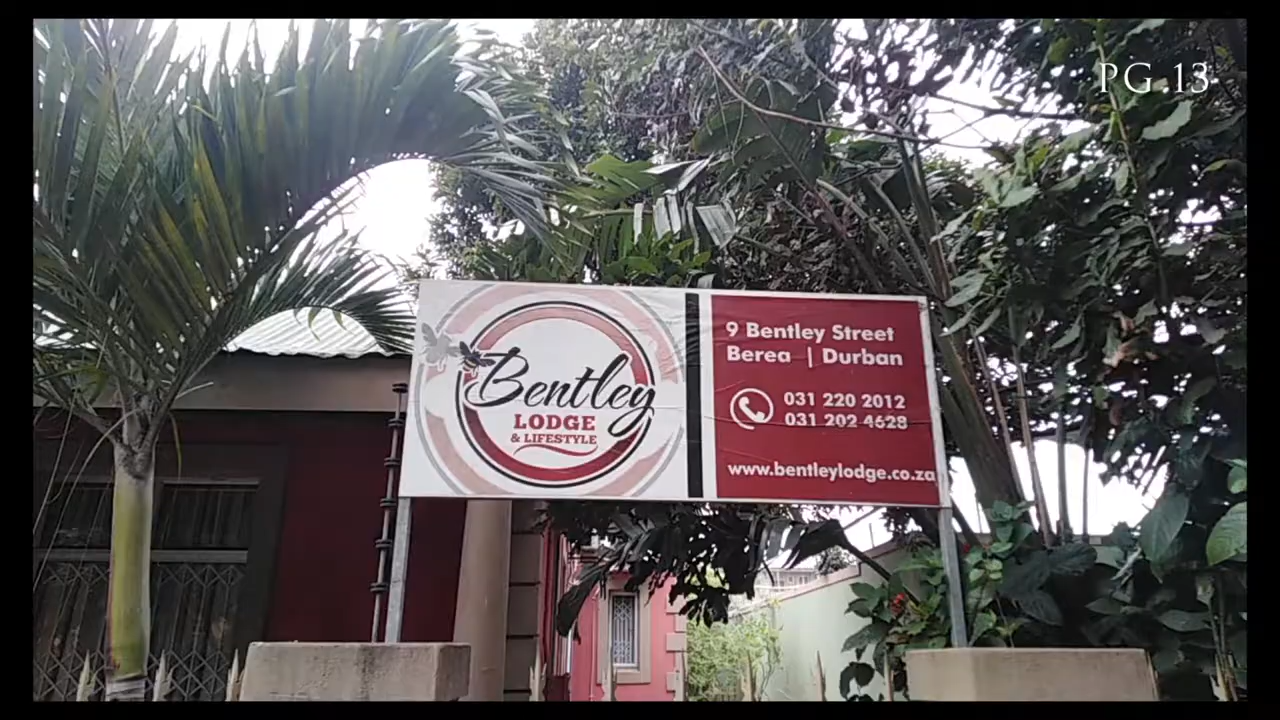 PG 13
Bentley
LODGE
& LIFESTYLE
9 Bentley Street
Berea | Durban
031 220 2012
031 202 4628
www.bentleylodge.co.za